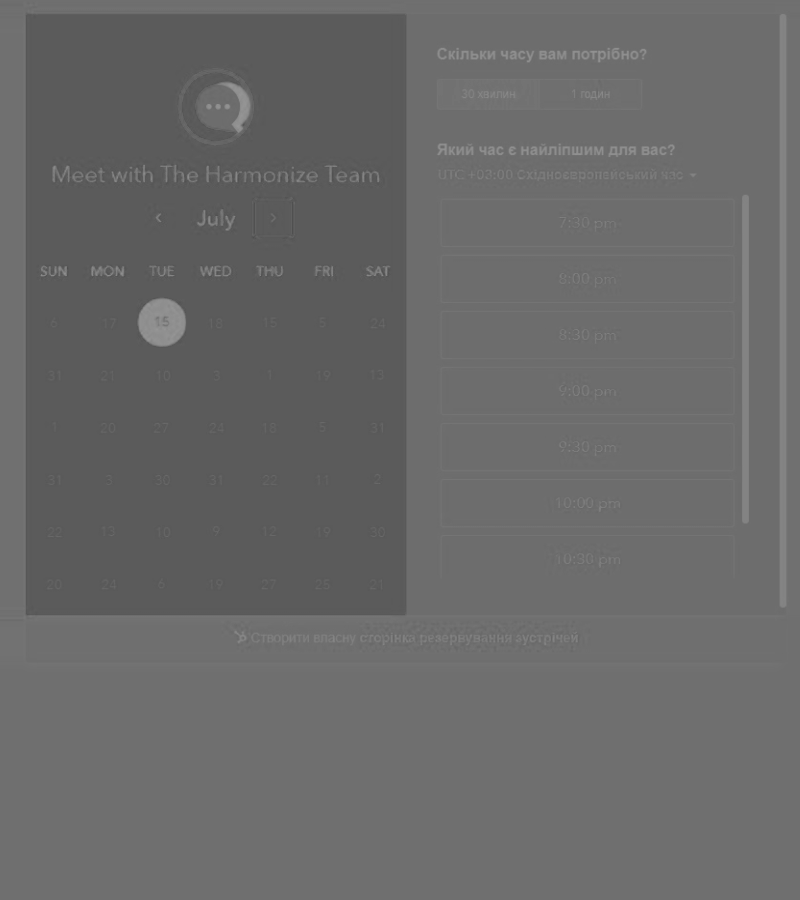 Meet with The Harmonize Team
July
SUN MON TUE WED THU FRI SAT
6 17 15 13 15 5 24
31 21 10 3 1 19 13
1 20 27 24 18 5 31
31 3 30 31 22 11 2
22 13 10 9 12 19 30
20 24 6 19 27 25 21
Скільки часу вам потрібно?
30 хвилин 1 годин
Який час є найліпшим для вас?
UTC +03:00 Східноєвропейський час
7:30 pm
8:00 pm
8:30 pm
9:00 pm
9:30 pm
10:00 pm
10:30 pm
Створити власну сторінка резервування зустрічей